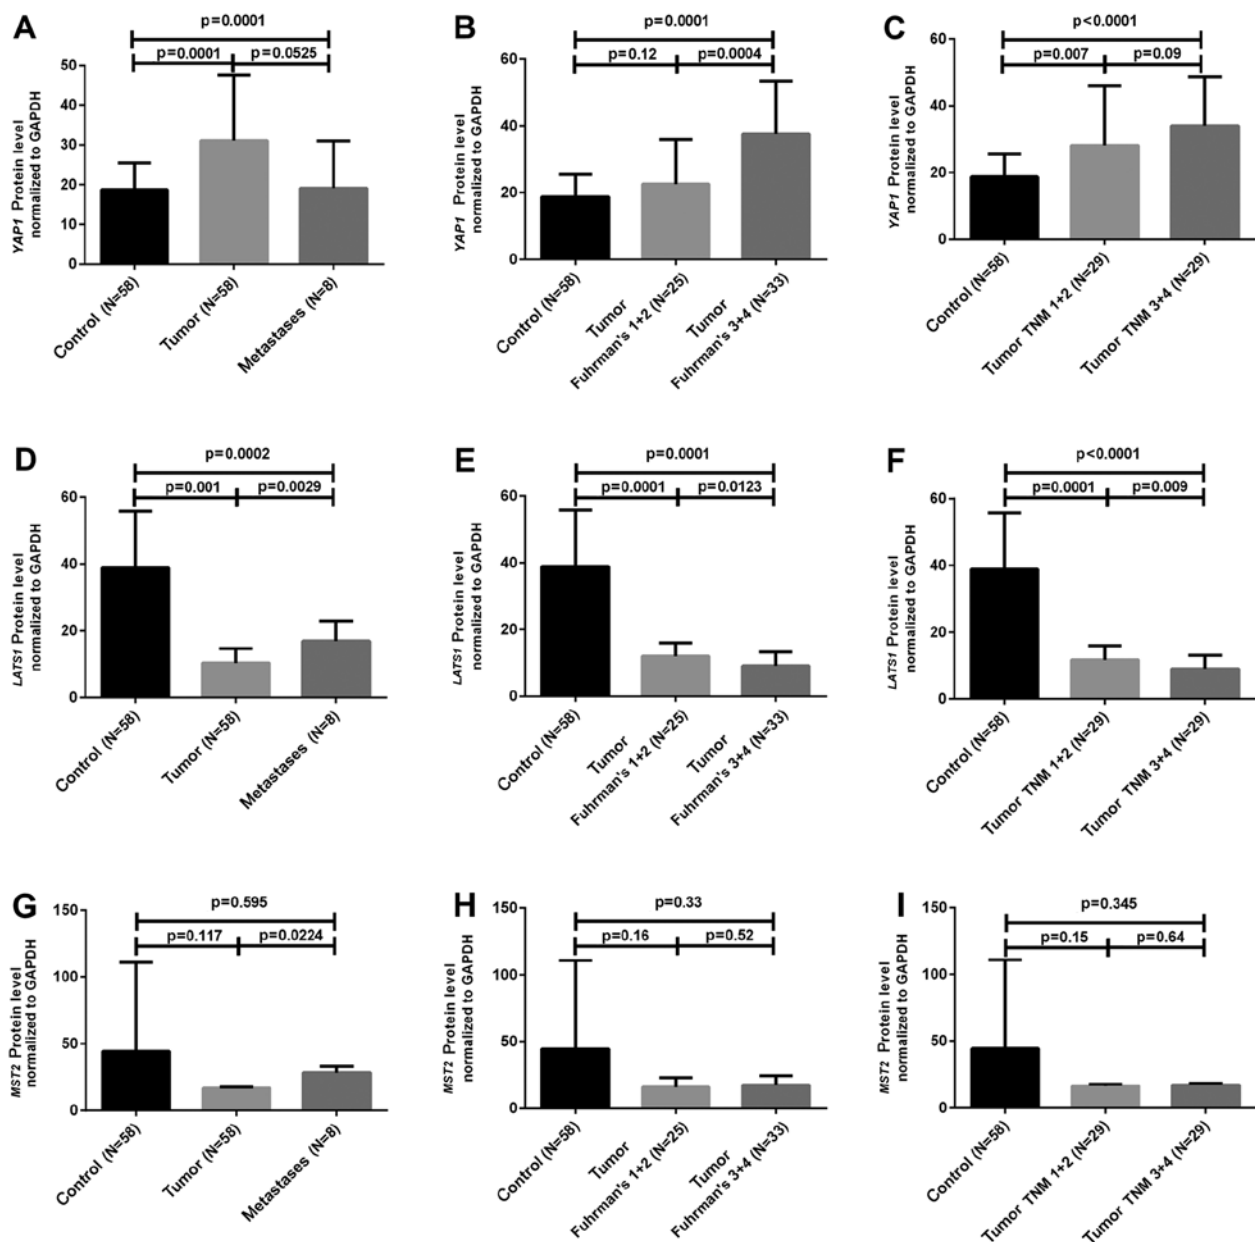 A
p=0.0001
p=0.0001
p=0.0525
YAP1 Protein level
normalized to GAPDH
50
40
30
20
10
0
Control (N=58)
Tumor (N=58)
Metastases (N=8)
B
p=0.0001
p=0.12
p=0.0004
YAP1 Protein level
normalized to GAPDH
60
40
20
0
Control (N=58)
Tumor
Fuhrman's 1+2 (N=25)
Tumor
Fuhrman's 3+4 (N=33)
C
p<0.0001
p=0.007
p=0.09
YAP1 Protein level
normalized to GAPDH
60
40
20
0
Control (N=58)
Tumor TNM 1+2 (N=29)
Tumor TNM 3+4 (N=29)
D
p=0.0002
p=0.001
p=0.0029
LATS1 Protein level
normalized to GAPDH
60
40
20
0
Control (N=58)
Tumor (N=58)
Metastases (N=8)
E
p=0.0001
p=0.0001
p=0.0123
LATS1 Protein level
normalized to GAPDH
60
40
20
0
Control (N=58)
Tumor
Fuhrman's 1+2 (N=25)
Tumor
Fuhrman's 3+4 (N=33)
F
p<0.0001
p=0.0001
p=0.009
LATS1 Protein level
normalized to GAPDH
60
40
20
0
Control (N=58)
Tumor TNM 1+2 (N=29)
Tumor TNM 3+4 (N=29)
G
p=0.595
p=0.117
p=0.0224
MST2 Protein level
normalized to GAPDH
150
100
50
0
Control (N=58)
Tumor (N=58)
Metastases (N=8)
H
p=0.33
p=0.16
p=0.52
MST2 Protein level
normalized to GAPDH
150
100
50
0
Control (N=58)
Tumor
Fuhrman's 1+2 (N=25)
Tumor
Fuhrman's 3+4 (N=33)
I
p=0.345
p=0.15
p=0.64
MST2 Protein level
normalized to GAPDH
150
100
50
0
Control (N=58)
Tumor TNM 1+2 (N=29)
Tumor TNM 3+4 (N=29)